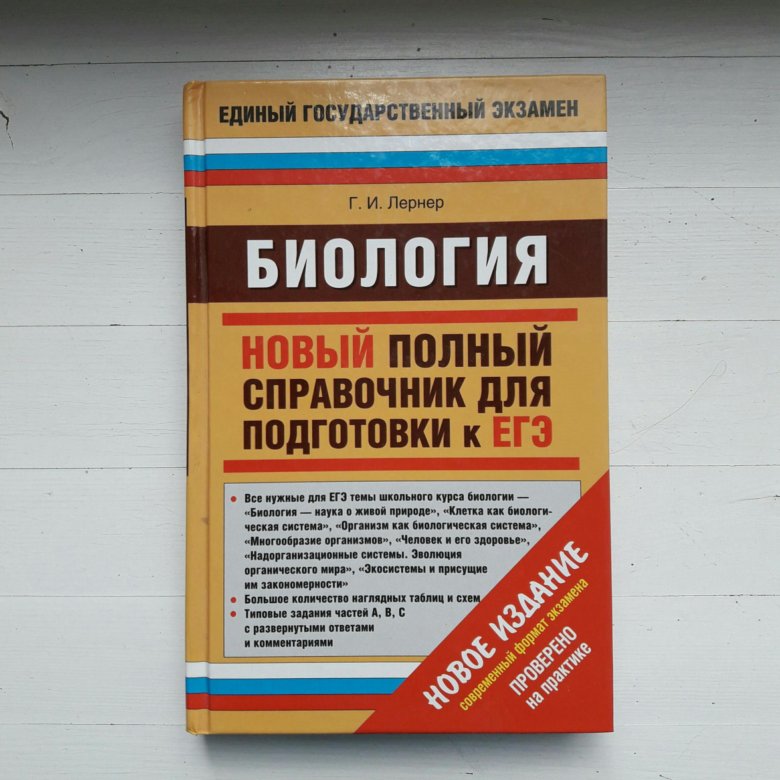 ЕДИНЫЙ ГОСУДАРСТВЕННЫЙ ЭКЗАМЕН
Г. И. Лернер
БИОЛОГИЯ
НОВЫЙ ПОЛНЫЙ
СПРАВОЧНИК ДЛЯ
ПОДГОТОВКИ к ЕГЭ
• Все нужные для ЕГЭ темы школьного курса биологии —
«Биология — наука о живой природе», «Клетка как биологи-
ческая система», «Организм как биологическая система»,
«Многообразие организмов», «Человек и его здоровье»,
«Надорганизационные системы. Эволюция
органического мира», «Экосистемы и присущие
им закономерности»
• Большое количество наглядных таблиц и схем
• Типовые задания частей А, В, С
с развернутыми ответами
и комментариями
НОВОЕ ИЗДАНИЕ
современный формат экзамена
ПРОВЕРЕНО
на практике